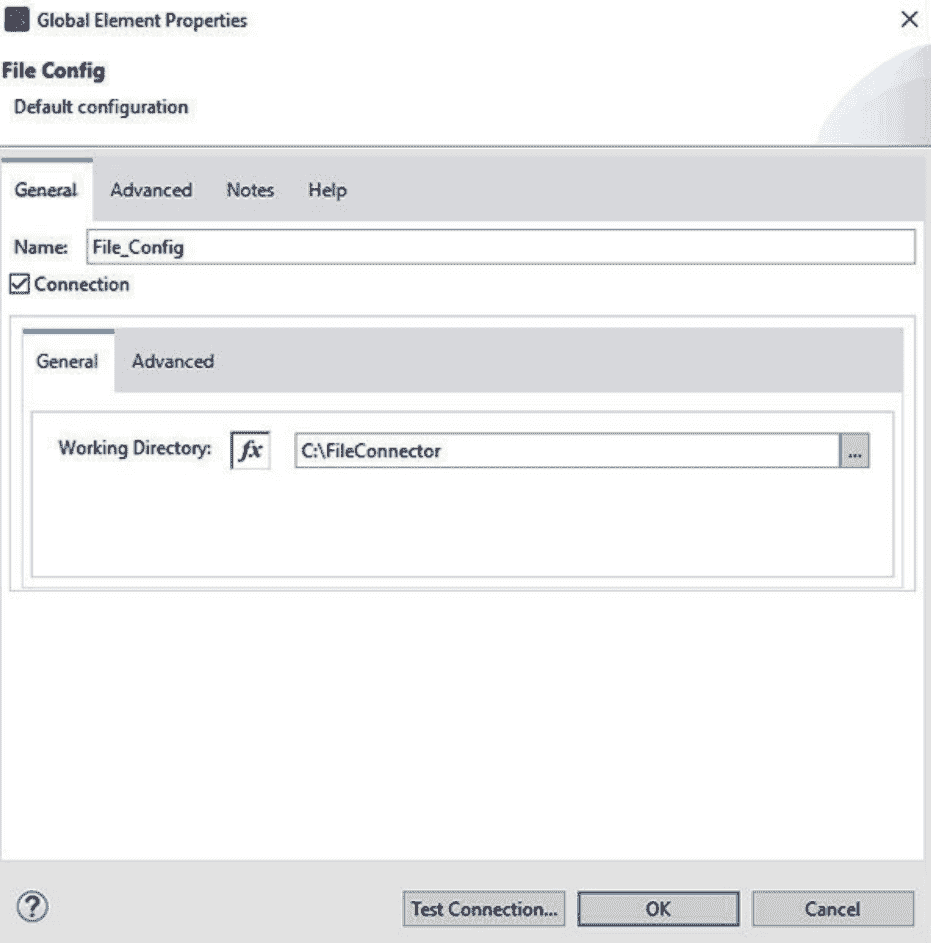 Global Element Properties
File Config
Default configuration
General Advanced Notes Help
Name: File_Config
Connection
General Advanced
Working Directory: fx C:\FileConnector ...
? Test Connection... OK Cancel